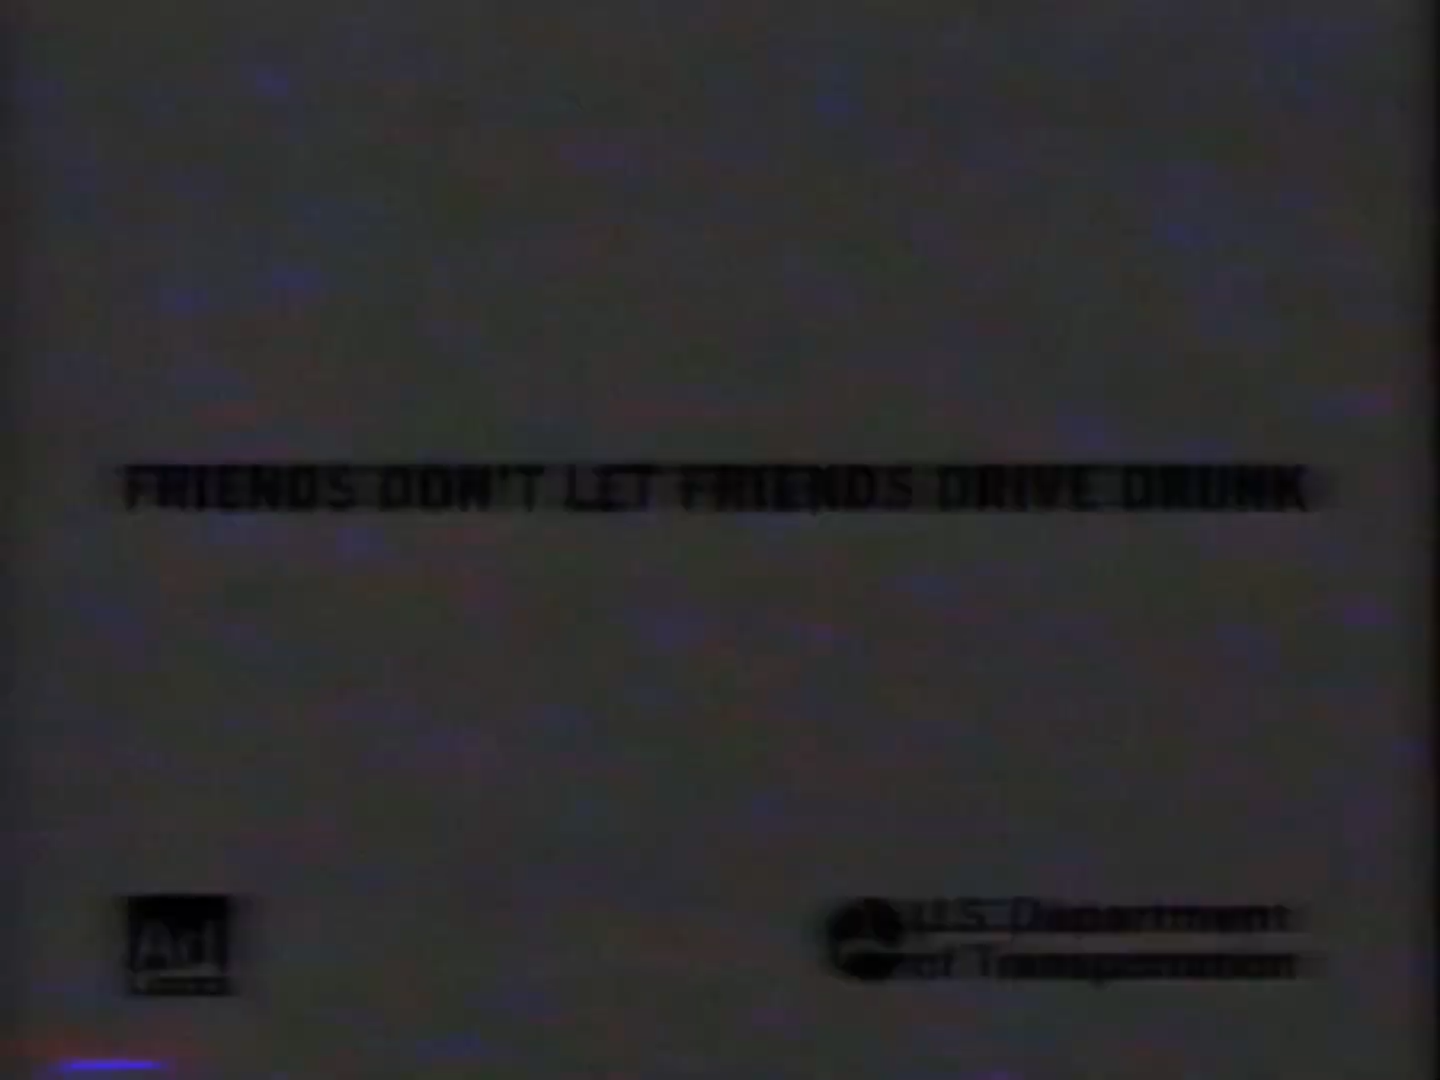 FRIENDS DON'T LET FRIENDS DRIVE DRUNK
Ad
U.S. Department
of Transportation